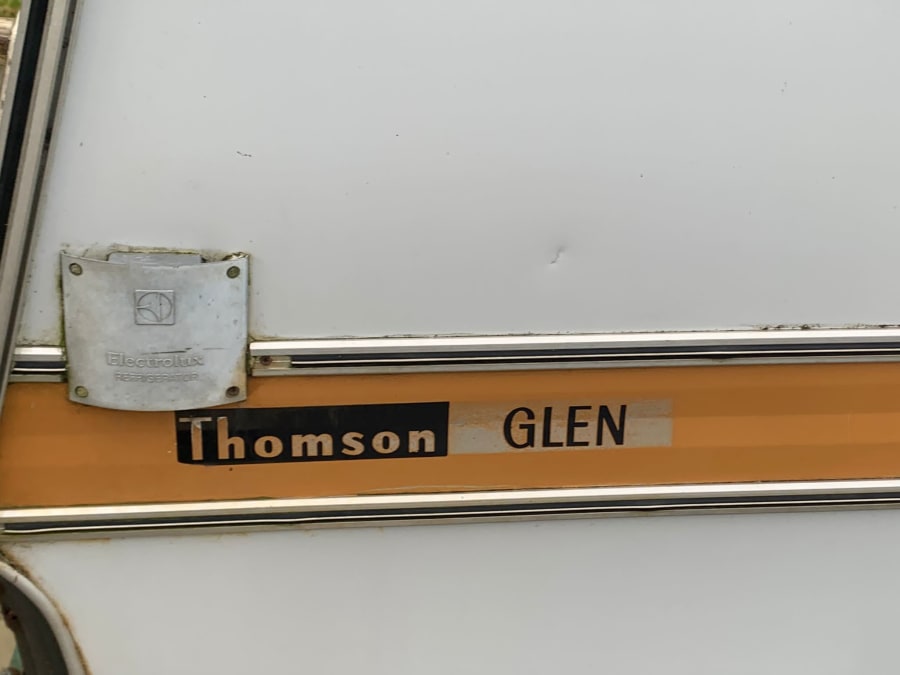 Electrolux
REFRIGERATOR
Thomson GLEN